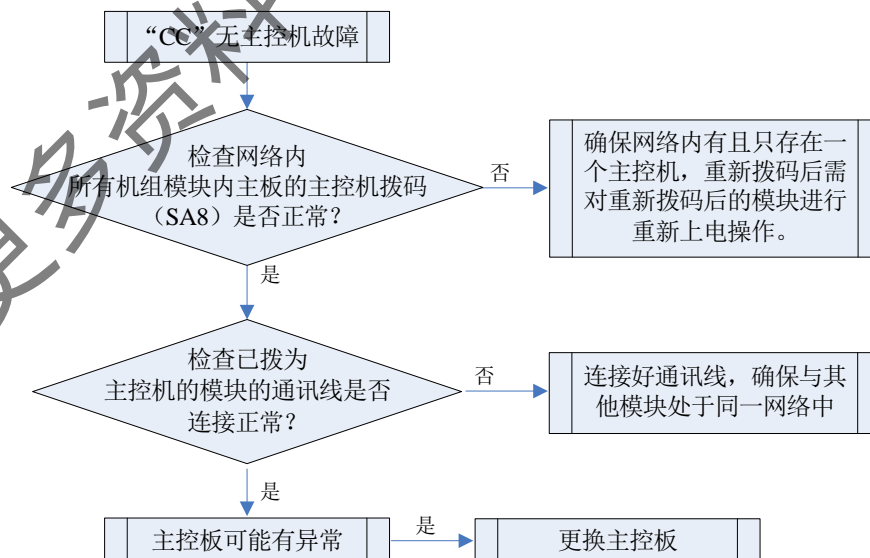 “CC”无主控机故障
检查网络内
所有机组模块内主板的主控机拨码
（SA8）是否正常？
否
确保网络内有且只存在一
个主控机，重新拨码后需
对重新拨码后的模块进行
重新上电操作。
是
检查已拨为
主控机的模块的通讯线是否
连接正常？
否
连接好通讯线，确保与其
他模块处于同一网络中
是
主控板可能有异常
是
更换主控板
更多资料